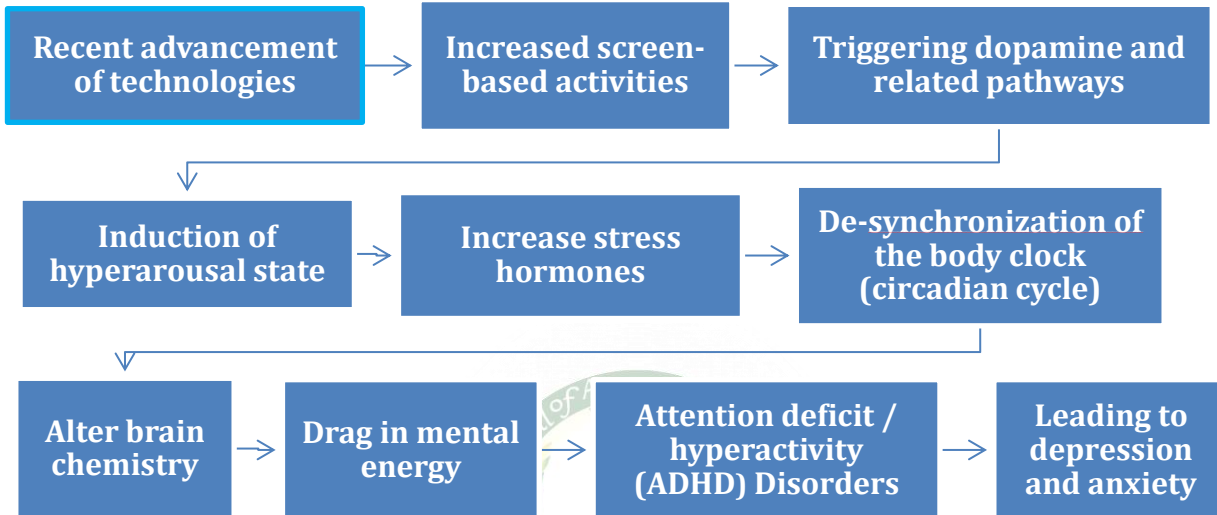 Recent advancement
of technologies
Increased screen-
based activities
Triggering dopamine and
related pathways
Induction of
hyperarousal state
Increase stress
hormones
De-synchronization of
the body clock
(circadian cycle)
Alter brain
chemistry
Drag in mental
energy
Attention deficit /
hyperactivity
(ADHD) Disorders
Leading to
depression
and anxiety